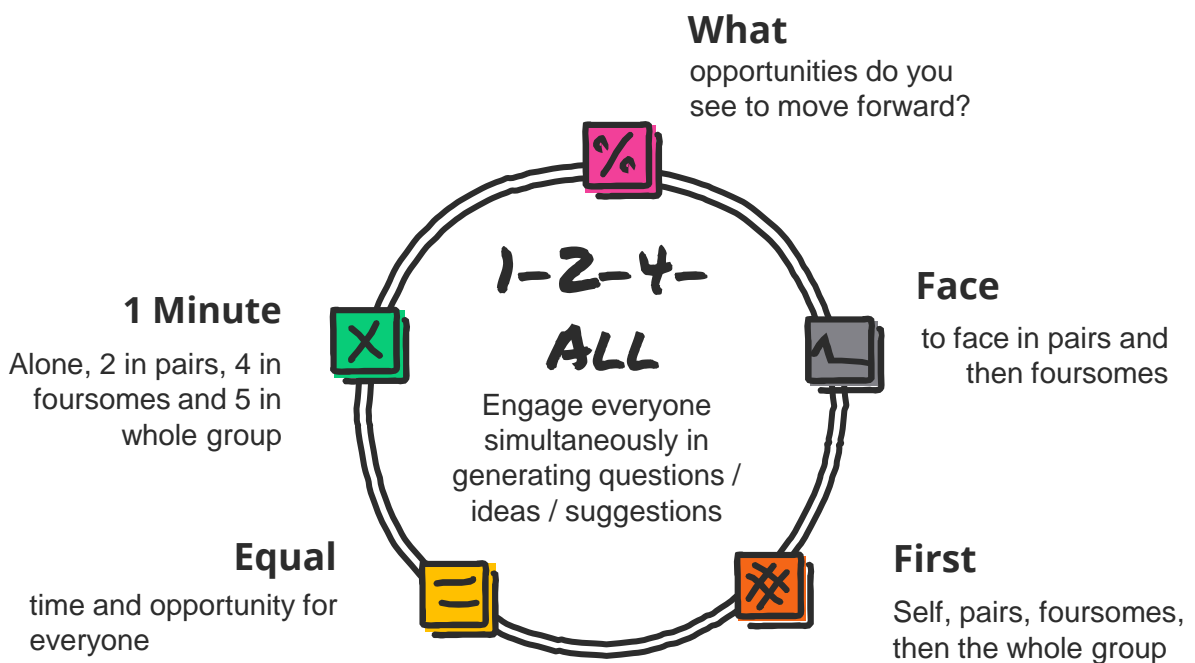 What
opportunities do you
see to move forward?
%
1-2-4-
ALL
Engage everyone
simultaneously in
generating questions /
ideas / suggestions
Face
to face in pairs and
then foursomes
First
Self, pairs, foursomes,
then the whole group
Equal
time and opportunity for
everyone
1 Minute
Alone, 2 in pairs, 4 in
foursomes and 5 in
whole group